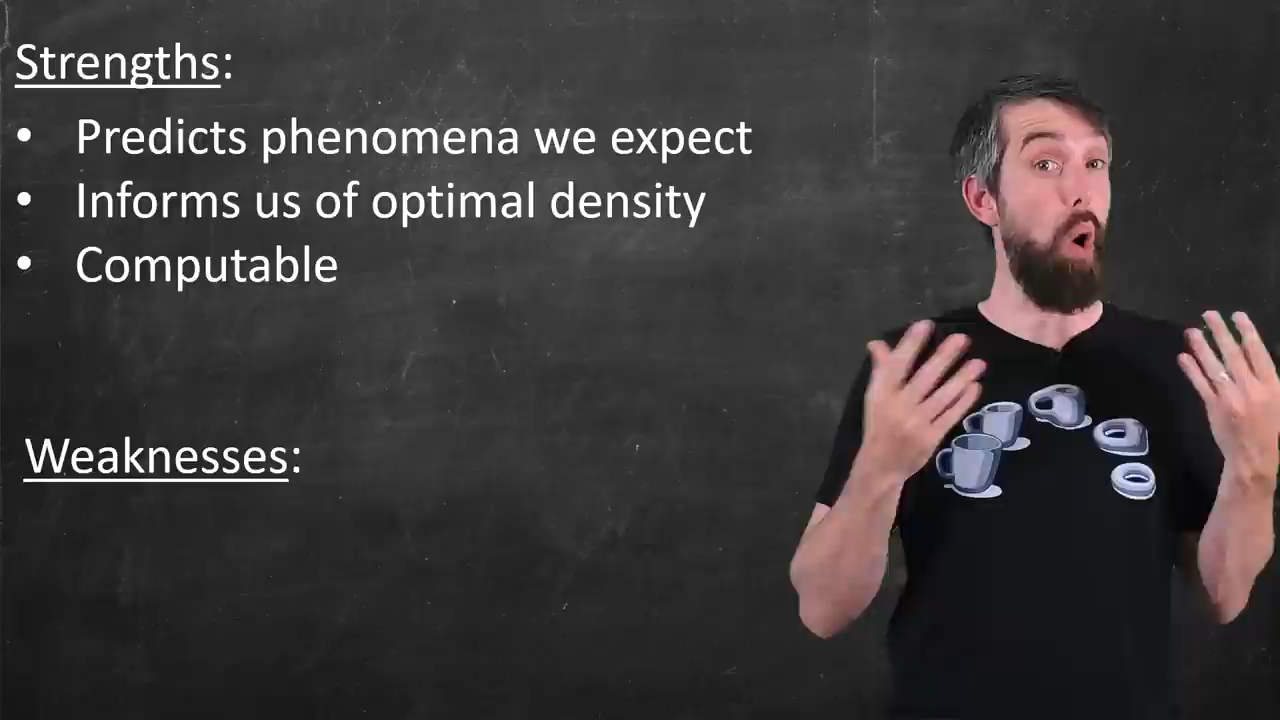 Strengths:
• Predicts phenomena we expect
• Informs us of optimal density
• Computable
Weaknesses: